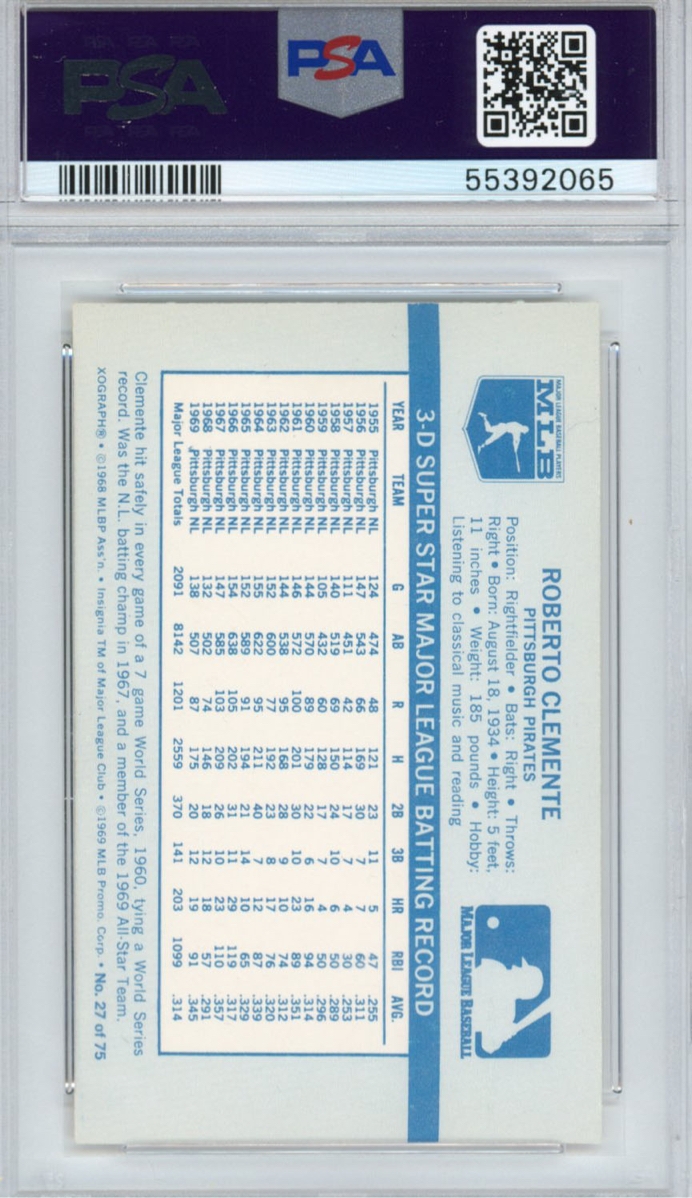 PSA
PSA
55392065
MAJOR LEAGUE BASEBALL PLAYERS
MLB
ROBERTO CLEMENTE
PITTSBURGH PIRATES
Position: Rightfielder • Bats: Right • Throws:
Right • Born: August 18, 1934 • Height: 5 feet,
11 inches • Weight: 185 pounds • Hobby:
Listening to classical music and reading
MAJOR LEAGUE BASEBALL
3-D SUPER STAR MAJOR LEAGUE BATTING RECORD
YEAR TEAM G AB R H 2B 3B HR RBI AVG.
1955 Pittsburgh NL 124 474 48 121 23 11 5 47 .255
1956 Pittsburgh NL 147 543 66 169 30 7 7 60 .311
1957 Pittsburgh NL 111 451 42 114 17 7 4 30 .253
1958 Pittsburgh NL 140 519 69 150 24 10 6 50 .289
1959 Pittsburgh NL 105 432 60 128 17 7 4 50 .296
1960 Pittsburgh NL 144 570 89 179 22 6 16 94 .314
1961 Pittsburgh NL 146 572 100 201 30 10 23 89 .351
1962 Pittsburgh NL 144 538 95 168 28 9 10 74 .312
1963 Pittsburgh NL 152 600 77 192 23 8 17 76 .320
1964 Pittsburgh NL 155 622 95 211 40 7 12 87 .339
1965 Pittsburgh NL 152 589 91 194 21 14 10 65 .329
1966 Pittsburgh NL 154 638 105 202 31 11 29 119 .317
1967 Pittsburgh NL 147 585 103 209 26 10 23 110 .357
1968 Pittsburgh NL 132 502 74 146 18 12 18 57 .291
1969 Pittsburgh NL 138 507 87 175 20 12 19 91 .345
Major League Totals 2091 8142 1201 2559 370 141 203 1099 .314
Clemente hit safely in every game of a 7 game World Series, 1960, tying a World Series
record. Was the N.L. batting champ in 1967, and a member of the 1969 All-Star Team.
XOGRAPH® • ©1968 MLBP Ass'n. • Insignia TM of Major League Club • ©1969 MLB Promo. Corp. • No. 27 of 75